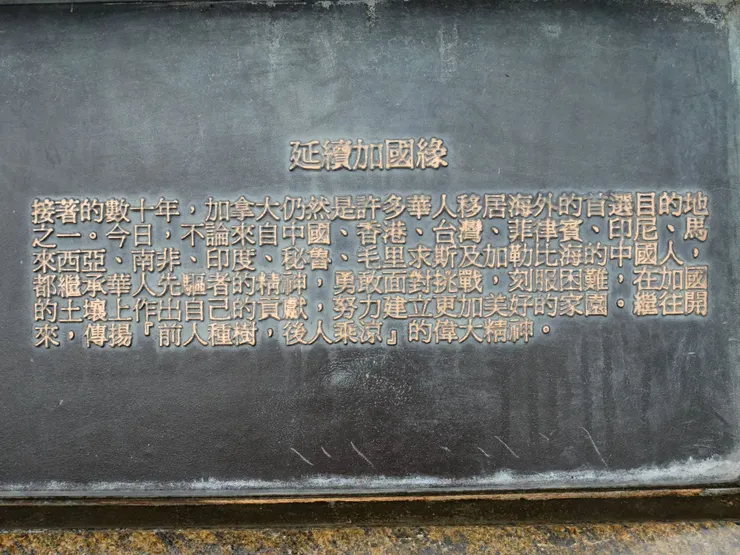 延續加國緣
接著的數十年，加拿大仍然是許多華人移居海外的首選目的地
之一。今日，不論來自中國、香港、台灣、菲律賓、印尼、馬
來西亞、南非、印度、秘魯、毛里求斯及加勒比海的中國人，
都繼承華人先驅者的精神，勇敢面對挑戰，刻服困難，在加國
的土壤上作出自己的貢獻；努力建立更加美好的家園。繼往開
來，傳揚『前人種樹，後人乘涼』的偉大精神。